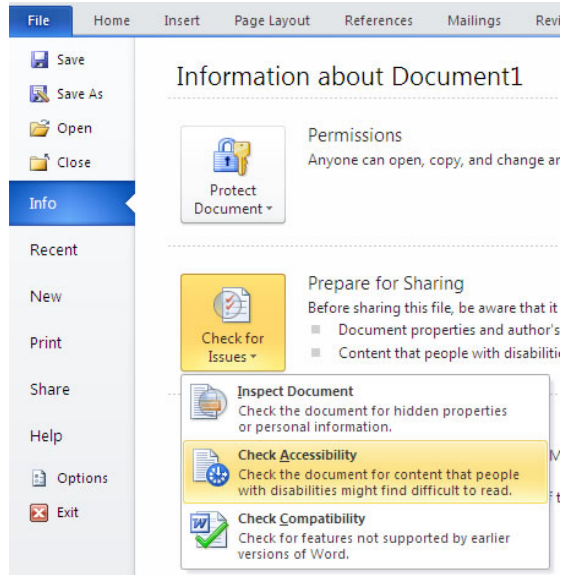 File Home Insert Page Layout References Mailings
Save
Save As
Open
Close
Info
Recent
New
Print
Share
Help
Options
Exit
Information about Document1
Protect
Document
Permissions
Anyone can open, copy, and change
Check for
Issues
Prepare for Sharing
Before sharing this file, be aware that it
Document properties and author's
Content that people with
Inspect Document
Check the document for hidden properties
or personal information.
Check Accessibility
Check the document for content that people
with disabilities might find difficult to read.
Check Compatibility
Check for features not supported by earlier
versions of Word.